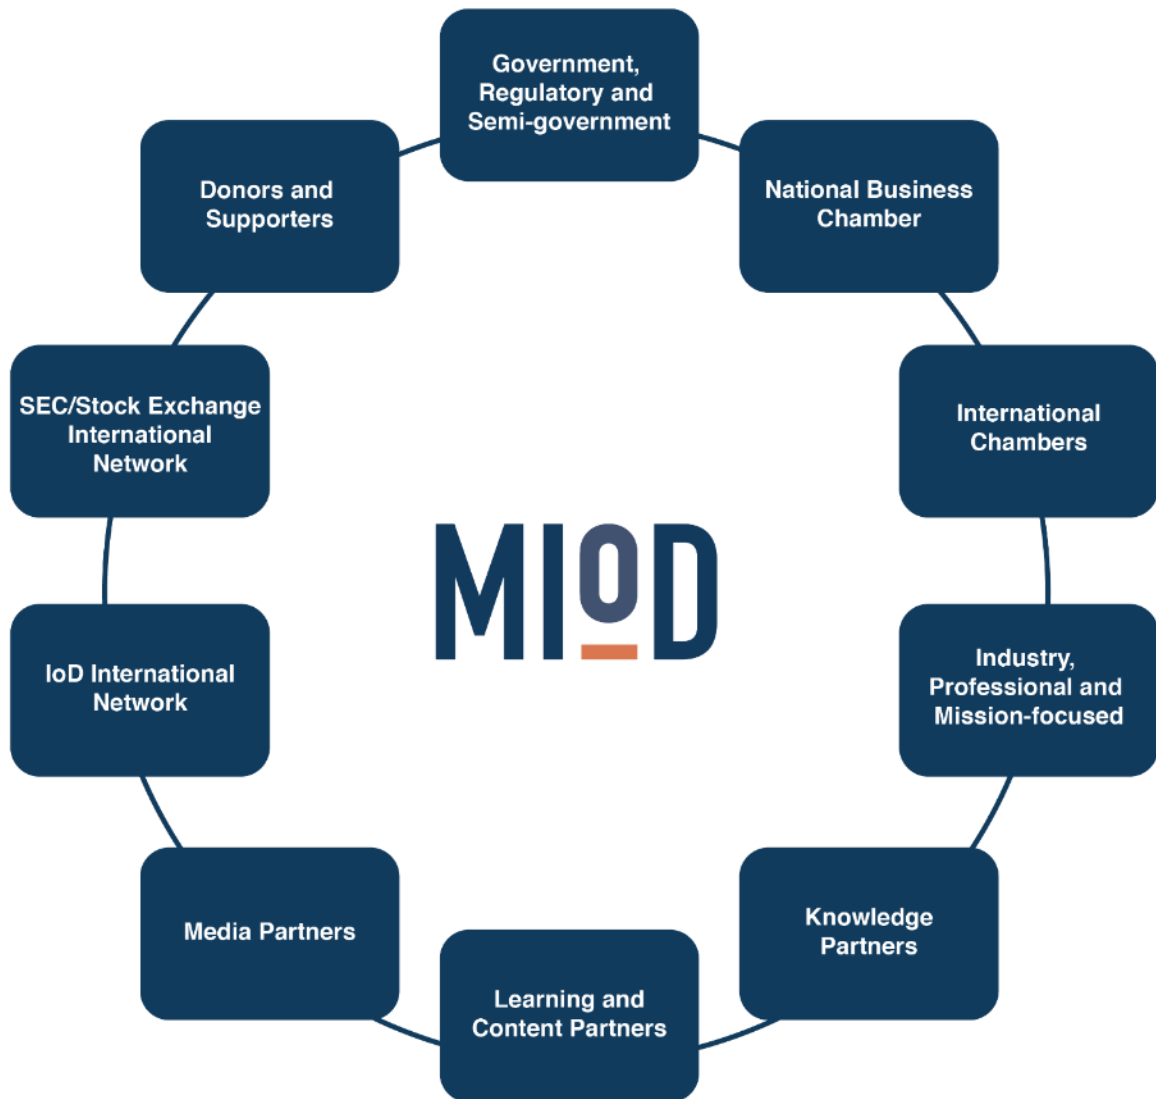 Government,
Regulatory and
Semi-government
National Business
Chamber
International
Chambers
Industry,
Professional and
Mission-focused
Knowledge
Partners
Learning and
Content Partners
Media Partners
IoD International
Network
SEC/Stock Exchange
International
Network
Donors and
Supporters
MIoD